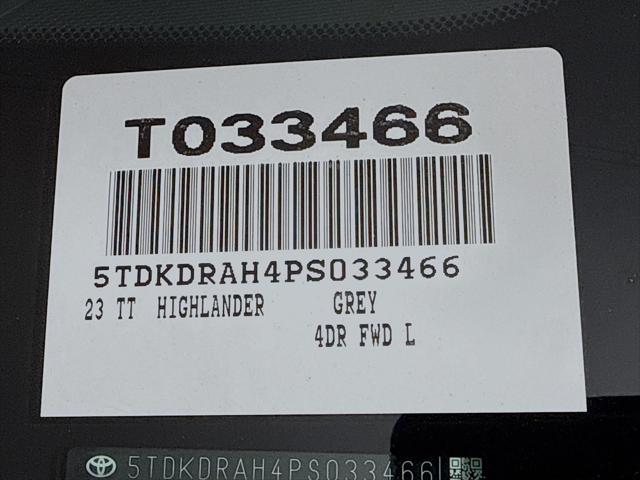 T033466
5TDKDRAH4PS033466
23 TT HIGHLANDER GREY
4DR FWD L
5TDKDRAH4PS033466